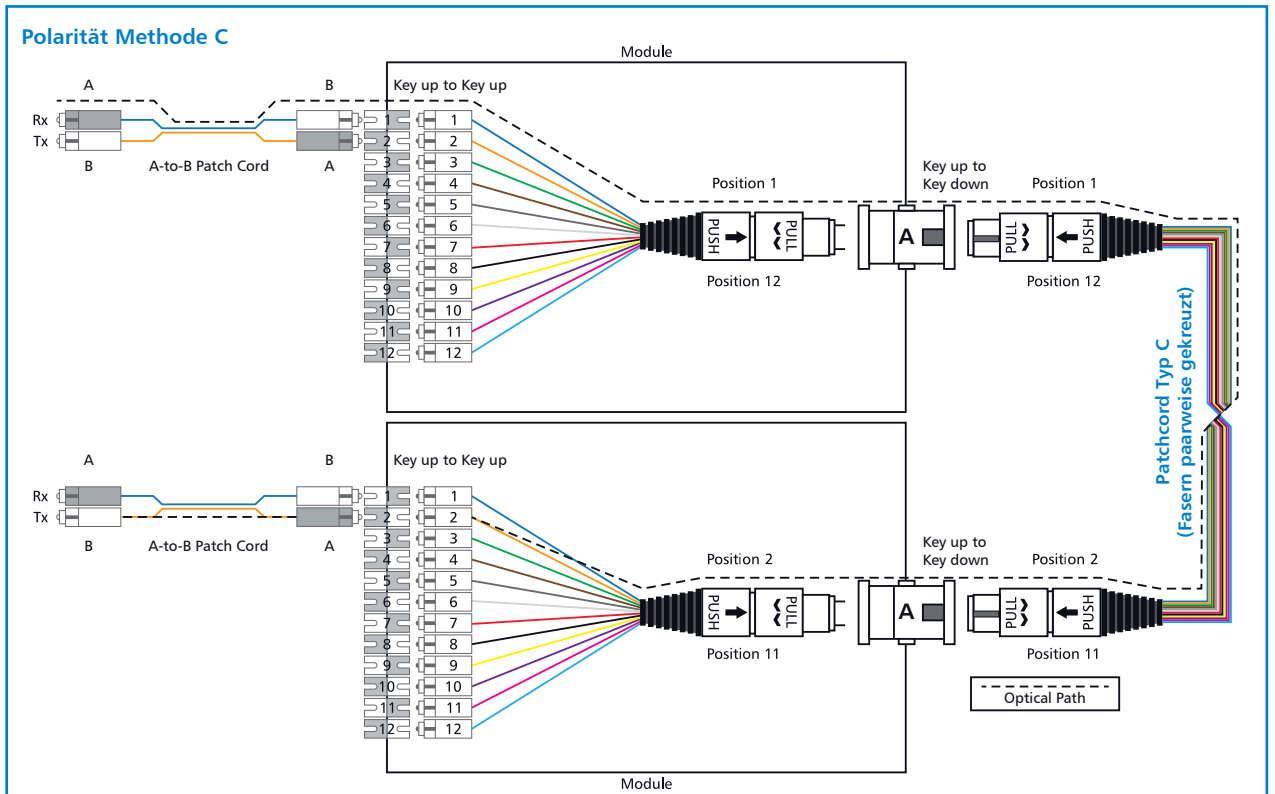 Polarität Methode C
Module
A
B
Key up to Key up
Rx
Tx
B
A-to-B Patch Cord
A
1 1
2 2
3 3
4 4
5 5
6 6
7 7
8 8
9 9
10 10
11 11
12 12
Position 1
PUSH
PULL
Position 12
Key up to
Key down
A
Position 1
PULL
PUSH
Position 12
Patchcord Typ C
(Fasern paarweise gekreuzt)
A
B
Key up to Key up
Rx
Tx
B
A-to-B Patch Cord
A
1 1
2 2
3 3
4 4
5 5
6 6
7 7
8 8
9 9
10 10
11 11
12 12
Position 2
PUSH
PULL
Position 11
Key up to
Key down
A
Position 2
PULL
PUSH
Position 11
Optical Path
Module